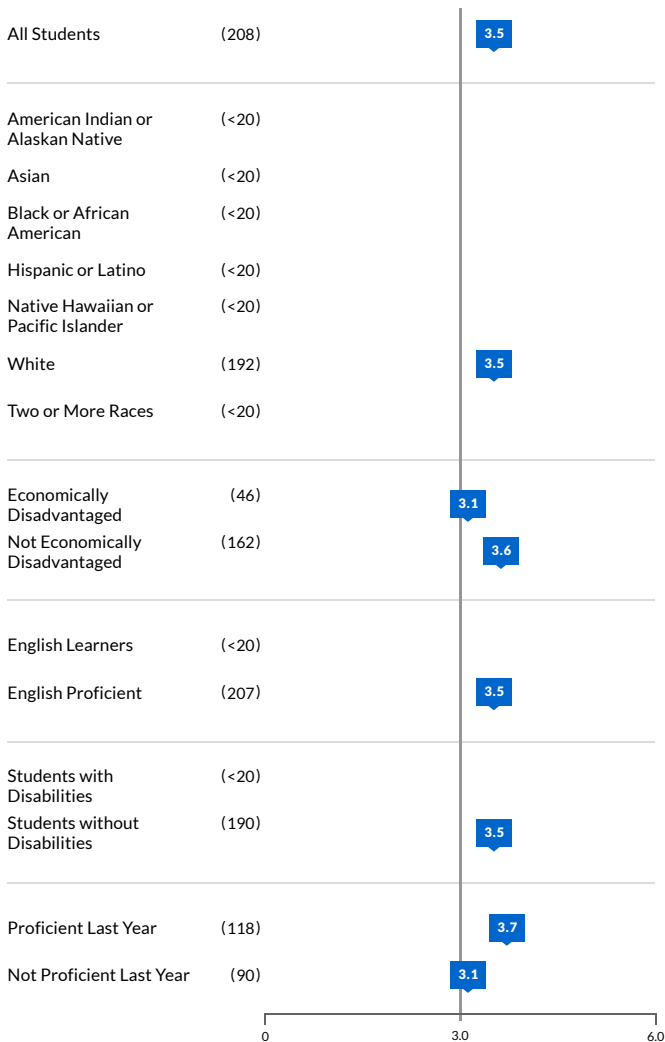 All Students (208) 3.5
American Indian or (<20)
Alaskan Native
Asian (<20)
Black or African (<20)
American
Hispanic or Latino (<20)
Native Hawaiian or (<20)
Pacific Islander
White (192) 3.5
Two or More Races (<20)
Economically (46) 3.1
Disadvantaged
Not Economically (162) 3.6
Disadvantaged
English Learners (<20)
English Proficient (207) 3.5
Students with (<20)
Disabilities
Students without (190) 3.5
Disabilities
Proficient Last Year (118) 3.7
Not Proficient Last Year (90) 3.1
0 3.0 6.0